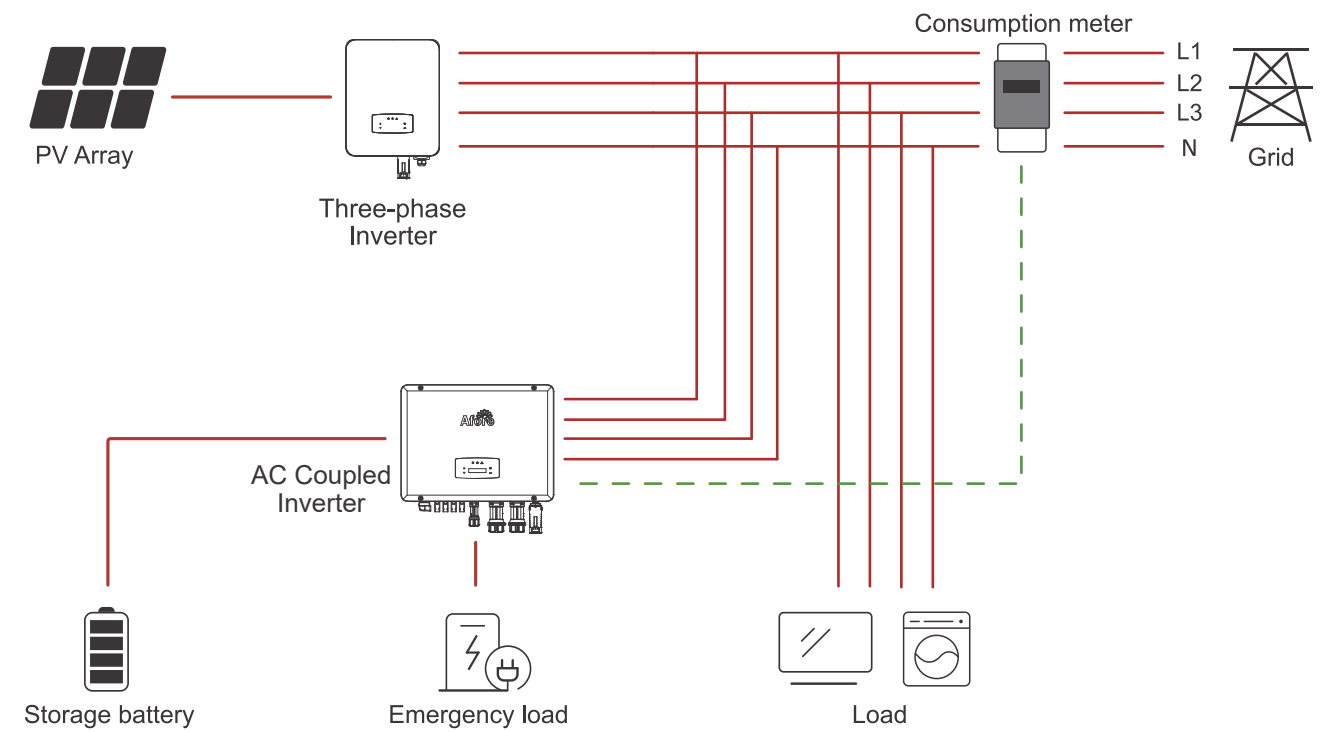 Consumption meter
L1
L2
L3
N
Grid
PV Array
Three-phase
Inverter
Afore
AC Coupled
Inverter
Storage battery
Emergency load
Load